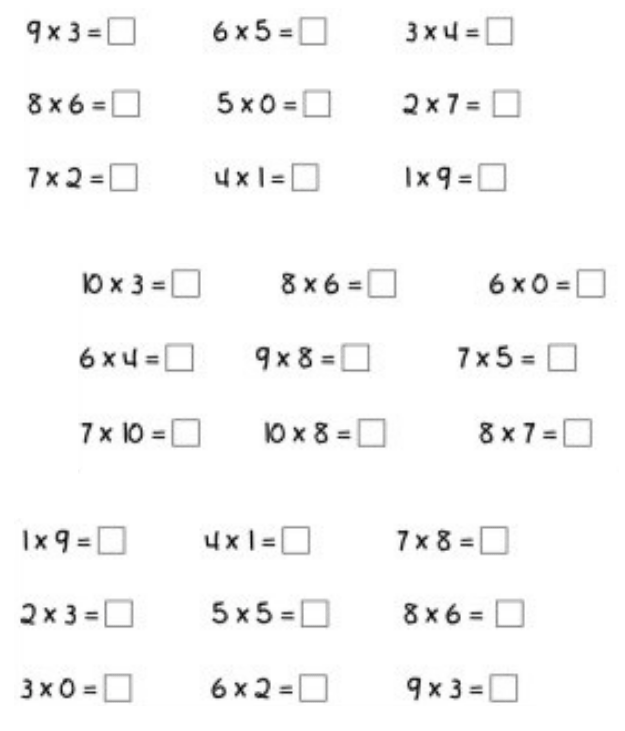 9 x 3 = 6 x 5 = 3 x 4 =
8 x 6 = 5 x 0 = 2 x 7 =
7 x 2 = 4 x 1 = 1 x 9 =
10 x 3 = 8 x 6 = 6 x 0 =
6 x 4 = 9 x 8 = 7 x 5 =
7 x 10 = 10 x 8 = 8 x 7 =
1 x 9 = 4 x 1 = 7 x 8 =
2 x 3 = 5 x 5 = 8 x 6 =
3 x 0 = 6 x 2 = 9 x 3 =